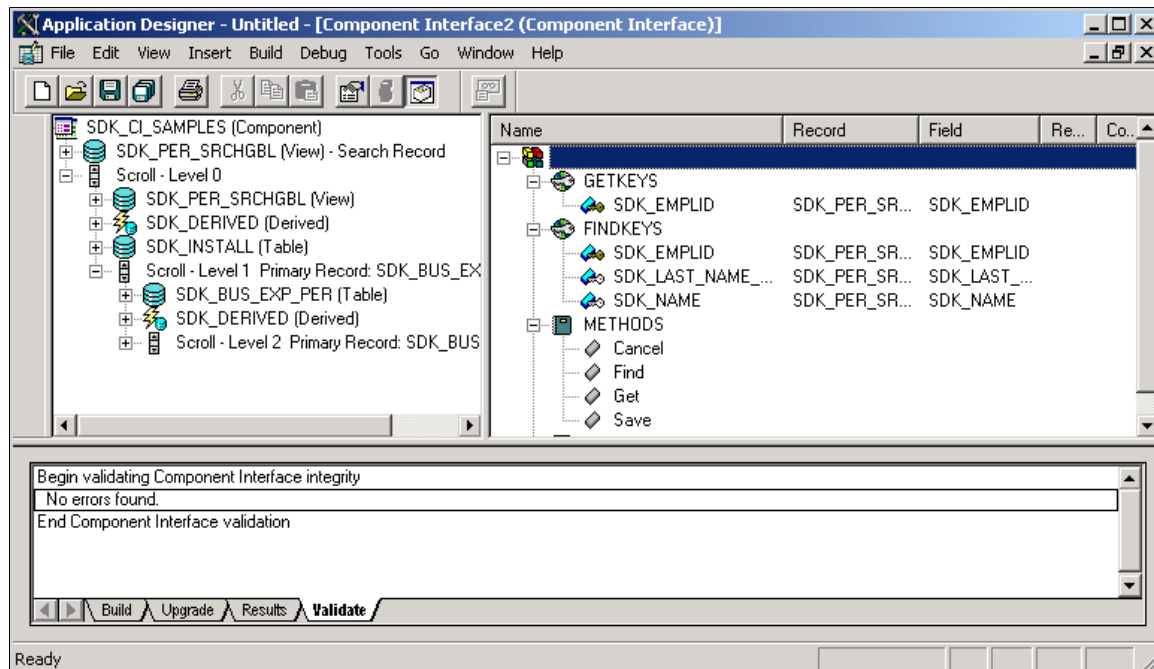 Application Designer - Untitled - [Component Interface2 (Component Interface)]
File Edit View Insert Build Debug Tools Go Window Help
SDK_CI_SAMPLES (Component)
SDK_PER_SRCHGBL (View) - Search Record
Scroll - Level 0
SDK_PER_SRCHGBL (View)
SDK_DERIVED (Derived)
SDK_INSTALL (Table)
Scroll - Level 1 Primary Record: SDK_BUS_EX
SDK_BUS_EXP_PER (Table)
SDK_DERIVED (Derived)
Scroll - Level 2 Primary Record: SDK_BUS
Name Record Field Re... Co..
GETKEYS
SDK_EMPLID SDK_PER_SR... SDK_EMPLID
FINDKEYS
SDK_EMPLID SDK_PER_SR... SDK_EMPLID
SDK_LAST_NAME_... SDK_PER_SR... SDK_LAST_...
SDK_NAME SDK_PER_SR... SDK_NAME
METHODS
Cancel
Find
Get
Save
Begin validating Component Interface integrity
No errors found.
End Component Interface validation
Build Upgrade Results Validate
Ready